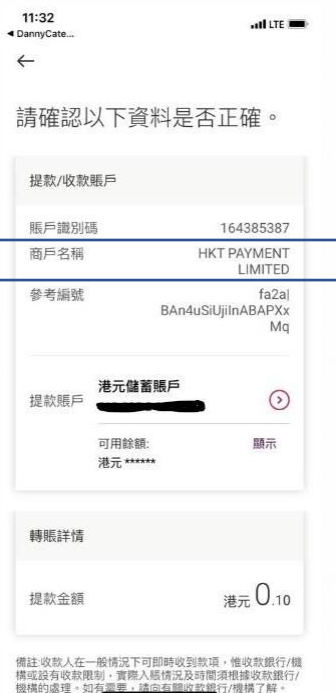 11:32
LTE
◀ DannyCate...
請確認以下資料是否正確。
提款/收款賬戶
賬戶識別碼 164385387
商戶名稱 HKT PAYMENT
LIMITED
參考編號 fa2a|
BAn4uSiUjiInABAPXx
Mq
港元儲蓄賬戶
提款賬戶
可用餘額: 顯示
港元 ******
轉賬詳情
提款金額 港元 0.10
備註:收款人在一般情況下可即時收到款項，惟收款銀行/機
構或設有收款限制，實際入賬情況及時間須根據收款銀行/
機構的處理。如有需要，請向有關收款銀行/機構了解。